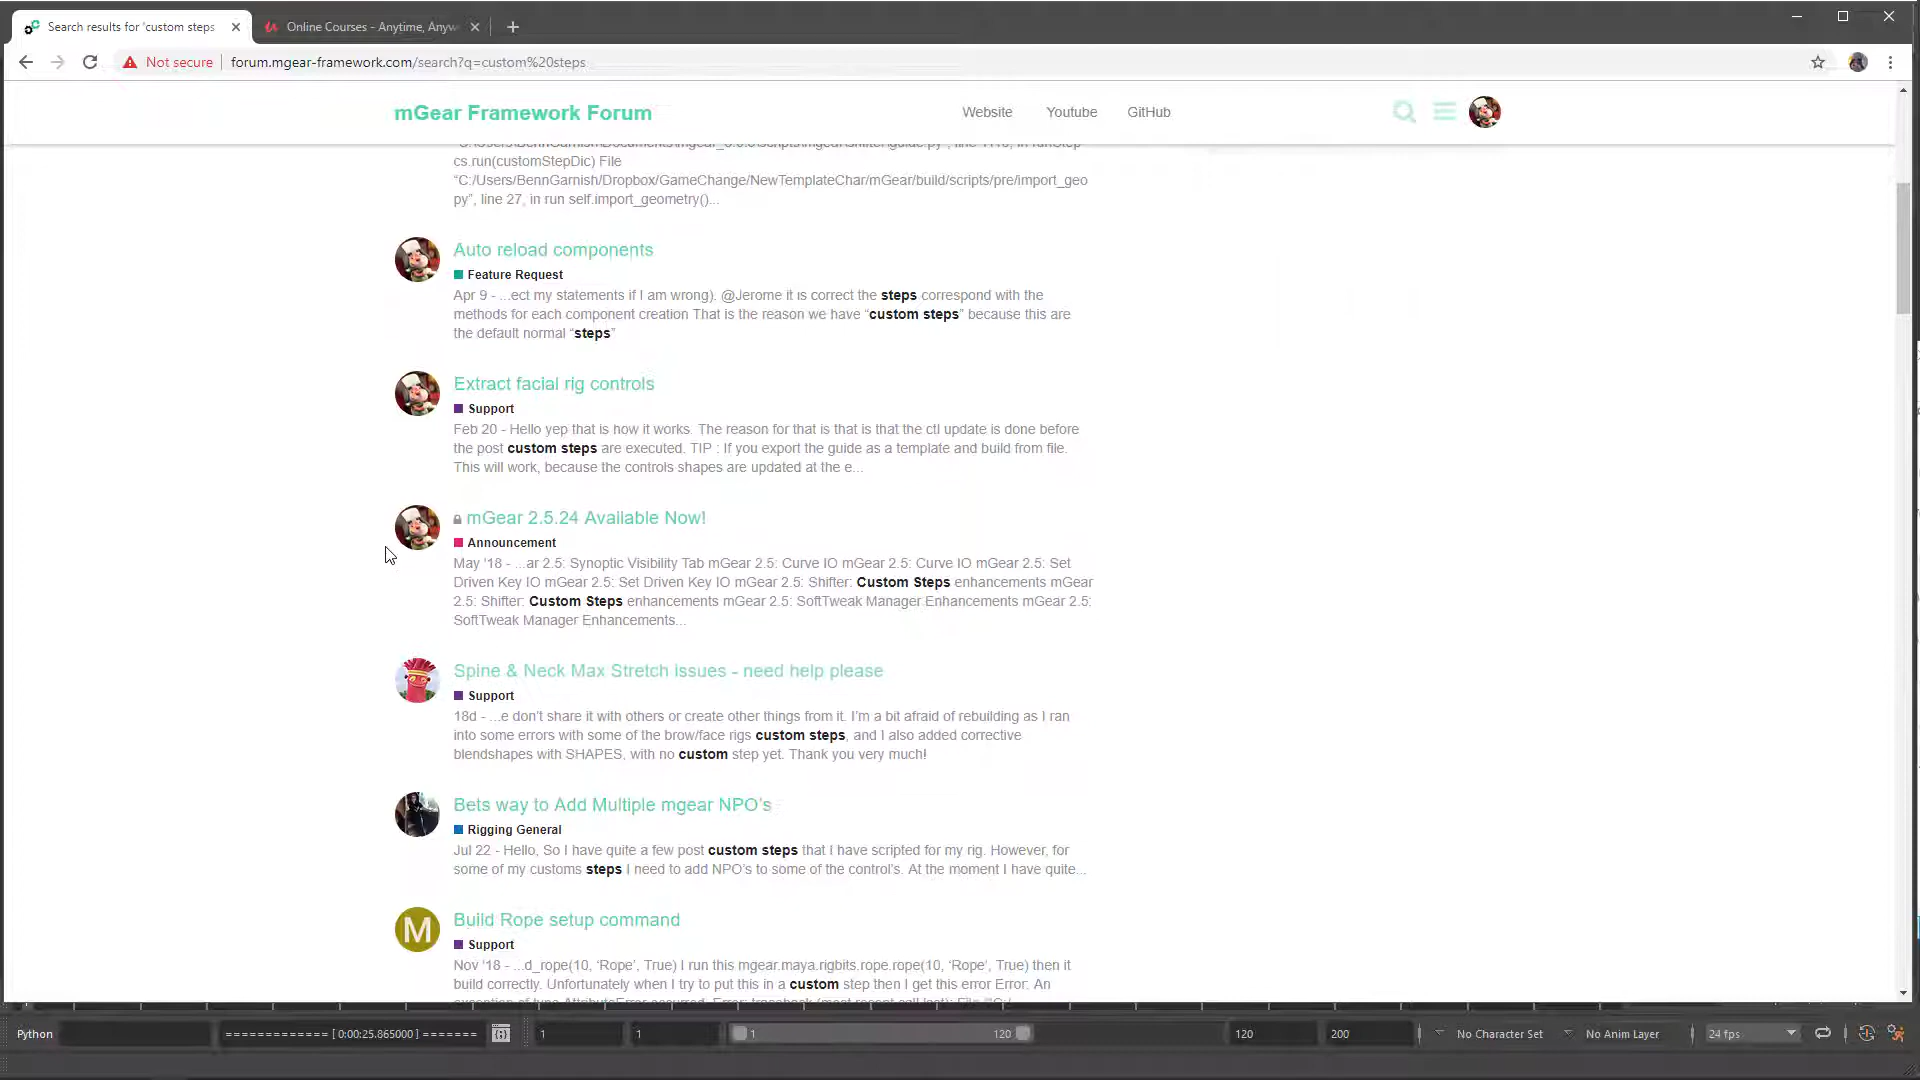 Search results for 'custom steps
Online Courses - Anytime, Anyw
Not secure
forum.mgear-framework.com/search?q=custom%20steps
mGear Framework Forum
Website
Youtube
GitHub
cs.run(customStepDic) File
“C:/Users/BennGarnish/Dropbox/GameChange/NewTemplateChar/mGear/build/scripts/pre/import_geo
py”, line 27, in run self.import_geometry()...
Auto reload components
Feature Request
Apr 9 - ...ect my statements if I am wrong). @Jerome it is correct the steps correspond with the
methods for each component creation That is the reason we have “custom steps” because this are
the default normal “steps”
Extract facial rig controls
Support
Feb 20 - Hello yep that is how it works. The reason for that is that is that the ctl update is done before
the post custom steps are executed. TIP : If you export the guide as a template and build from file.
This will work, because the controls shapes are updated at the e...
mGear 2.5.24 Available Now!
Announcement
May '18 - ...ar 2.5: Synoptic Visibility Tab mGear 2.5: Curve IO mGear 2.5: Curve IO mGear 2.5: Set
Driven Key IO mGear 2.5: Set Driven Key IO mGear 2.5: Shifter: Custom Steps enhancements mGear
2.5: Shifter: Custom Steps enhancements mGear 2.5: SoftTweak Manager Enhancements mGear 2.5:
SoftTweak Manager Enhancements...
Spine & Neck Max Stretch issues - need help please
Support
18d - ...e don’t share it with others or create other things from it. I’m a bit afraid of rebuilding as I ran
into some errors with some of the brow/face rigs custom steps, and I also added corrective
blendshapes with SHAPES, with no custom step yet. Thank you very much!
Bets way to Add Multiple mgear NPO’s
Rigging General
Jul 22 - Hello, So I have quite a few post custom steps that I have scripted for my rig. However, for
some of my customs steps I need to add NPO’s to some of the control’s. At the moment I have quite...
M
Build Rope setup command
Support
Nov '18 - ...d_rope(10, ‘Rope’, True) I run this mgear.maya.rigbits.rope.rope(10, ‘Rope’, True) then it
build correctly. Unfortunately when I try to put this in a custom step then I get this error Error: An
Python
============= [ 0:00:25.865000 ] =======
1
1
1
120
120
200
No Character Set
No Anim Layer
24 fps